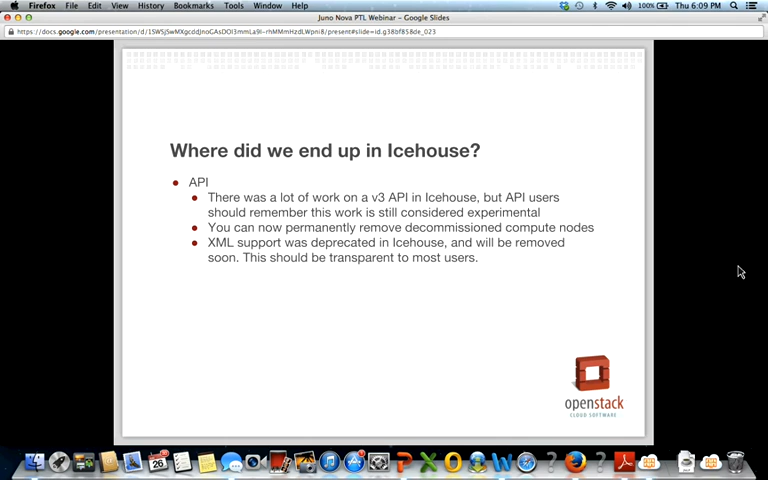 Firefox File Edit View History Bookmarks Tools Window Help 100% Thu 6:09 PM
Juno Nova PTL Webinar – Google Slides
Where did we end up in Icehouse?
API
There was a lot of work on a v3 API in Icehouse, but API users
should remember this work is still considered experimental
You can now permanently remove decommissioned compute nodes
XML support was deprecated in Icehouse, and will be removed
soon. This should be transparent to most users.
openstack
CLOUD SOFTWARE
26